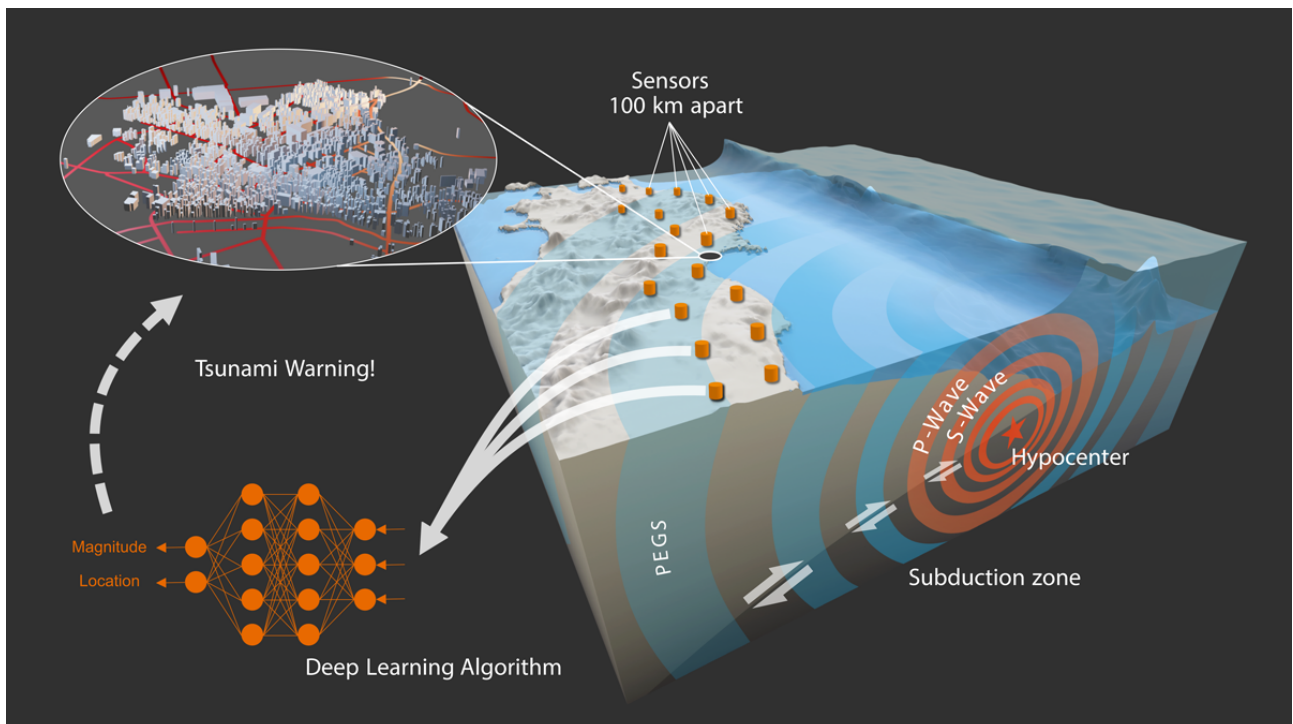 Sensors
100 km apart
Tsunami Warning!
P-Wave
S-Wave
Hypocenter
PEGS
Subduction zone
Magnitude
Location
Deep Learning Algorithm